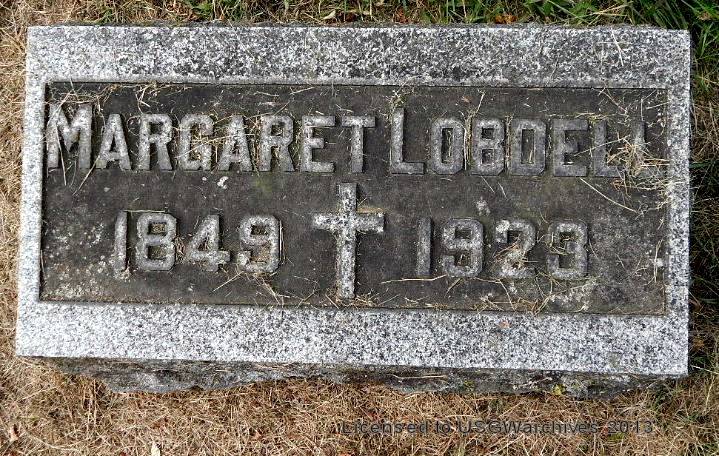 MARGARET LOBDELL
1849 1923
Licensed to USGWarchives 2013